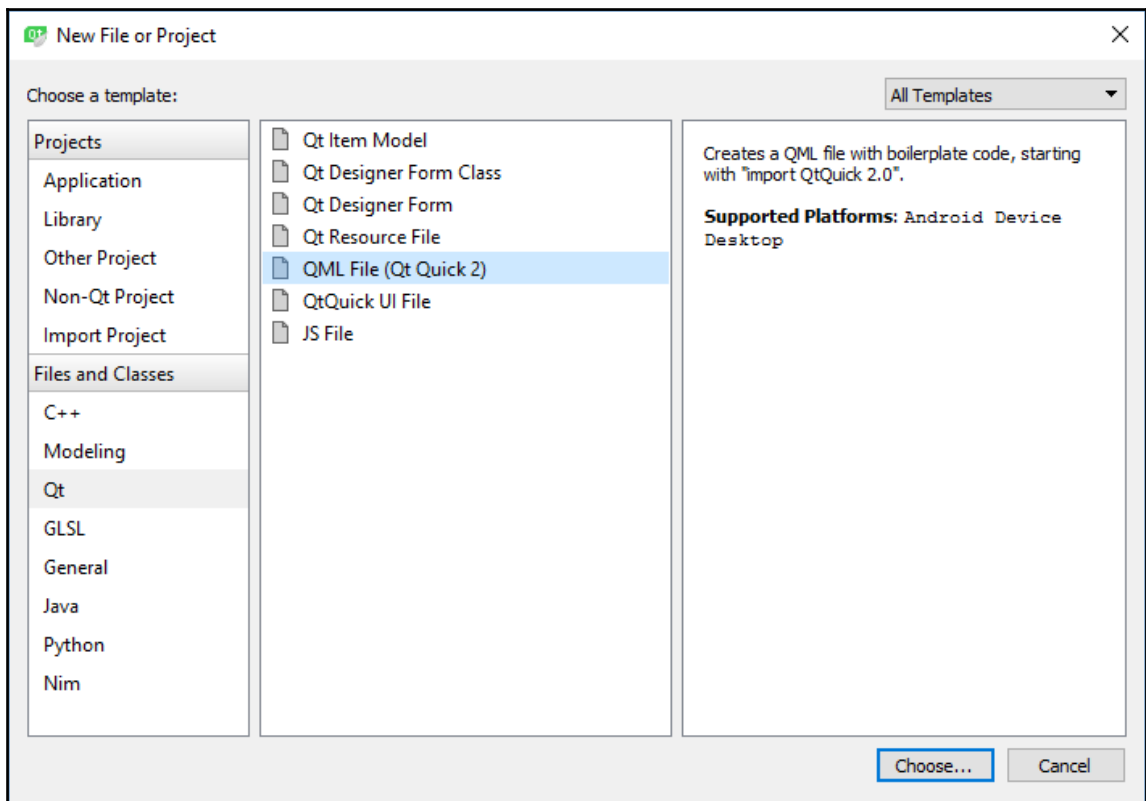 New File or Project
Choose a template:
All Templates
Projects
Application
Library
Other Project
Non-Qt Project
Import Project
Files and Classes
C++
Modeling
Qt
GLSL
General
Java
Python
Nim
Qt Item Model
Qt Designer Form Class
Qt Designer Form
Qt Resource File
QML File (Qt Quick 2)
QtQuick UI File
JS File
Creates a QML file with boilerplate code, starting
with "import QtQuick 2.0".
Supported Platforms: Android Device
Desktop
Choose...
Cancel